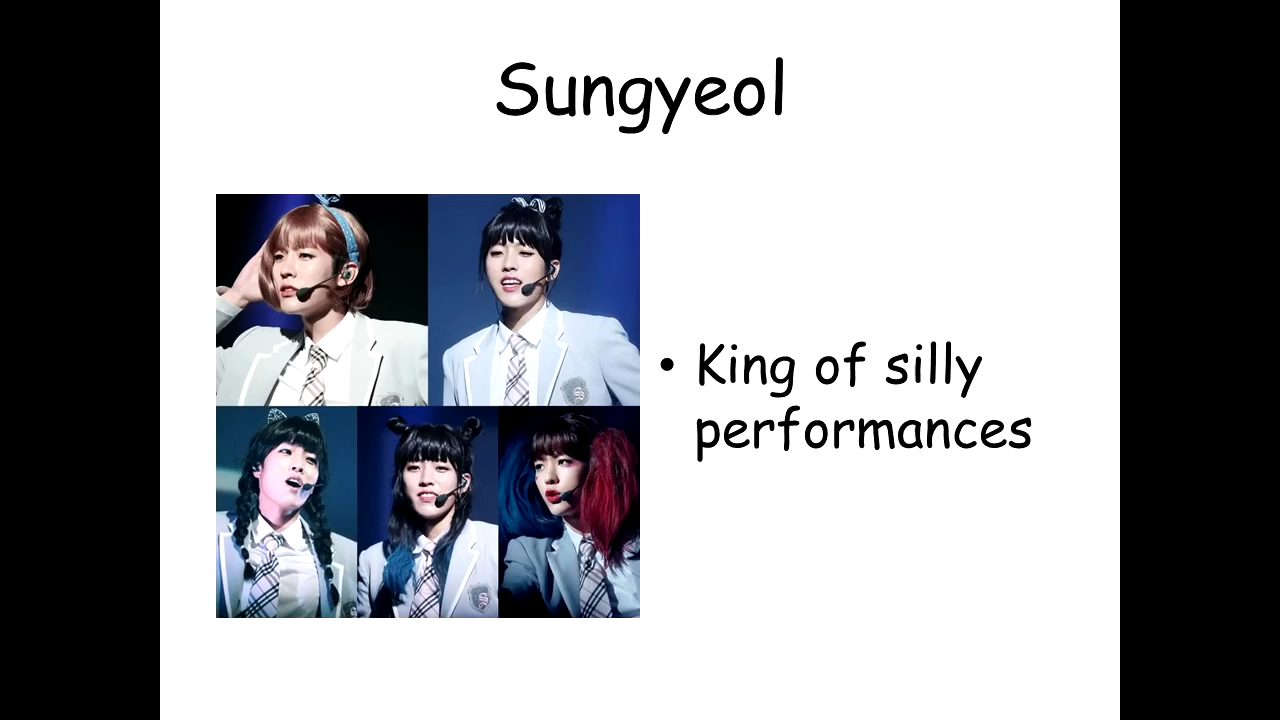 Sungyeol
• King of silly
performances